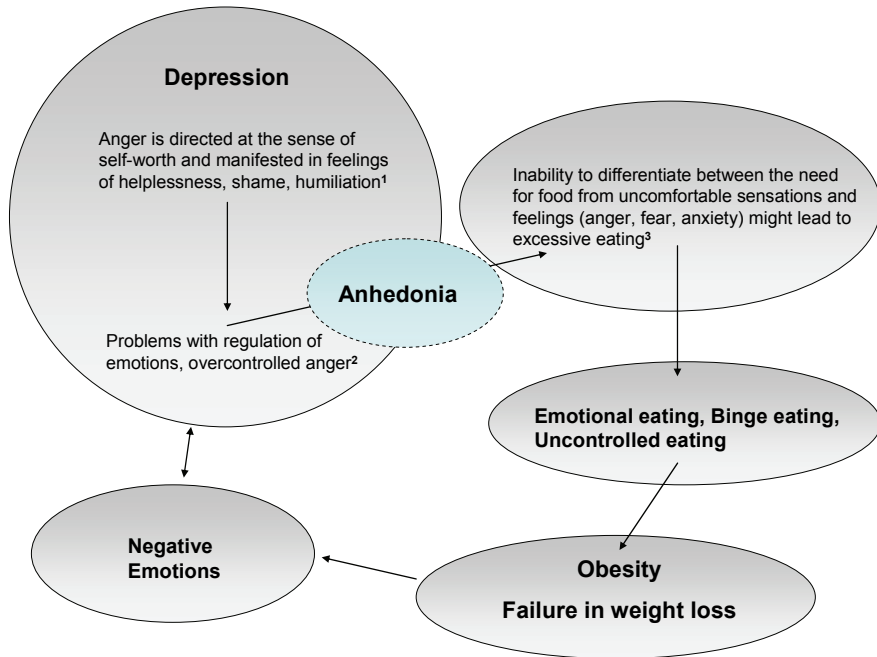 Depression
Anger is directed at the sense of
self-worth and manifested in feelings
of helplessness, shame, humiliation¹
Problems with regulation of
emotions, overcontrolled anger²
Anhedonia
Inability to differentiate between the need
for food from uncomfortable sensations and
feelings (anger, fear, anxiety) might lead to
excessive eating³
Emotional eating, Binge eating,
Uncontrolled eating
Obesity
Failure in weight loss
Negative
Emotions